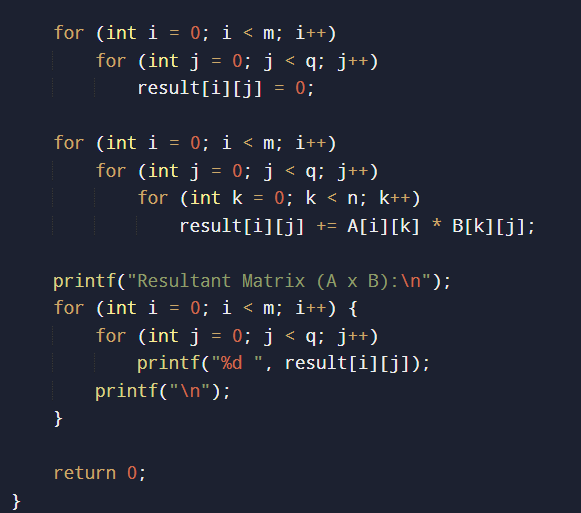 for (int i = 0; i < m; i++)
for (int j = 0; j < q; j++)
result[i][j] = 0;
for (int i = 0; i < m; i++)
for (int j = 0; j < q; j++)
for (int k = 0; k < n; k++)
result[i][j] += A[i][k] * B[k][j];
printf("Resultant Matrix (A x B):\n");
for (int i = 0; i < m; i++) {
for (int j = 0; j < q; j++)
printf("%d ", result[i][j]);
printf("\n");
}
return 0;
}